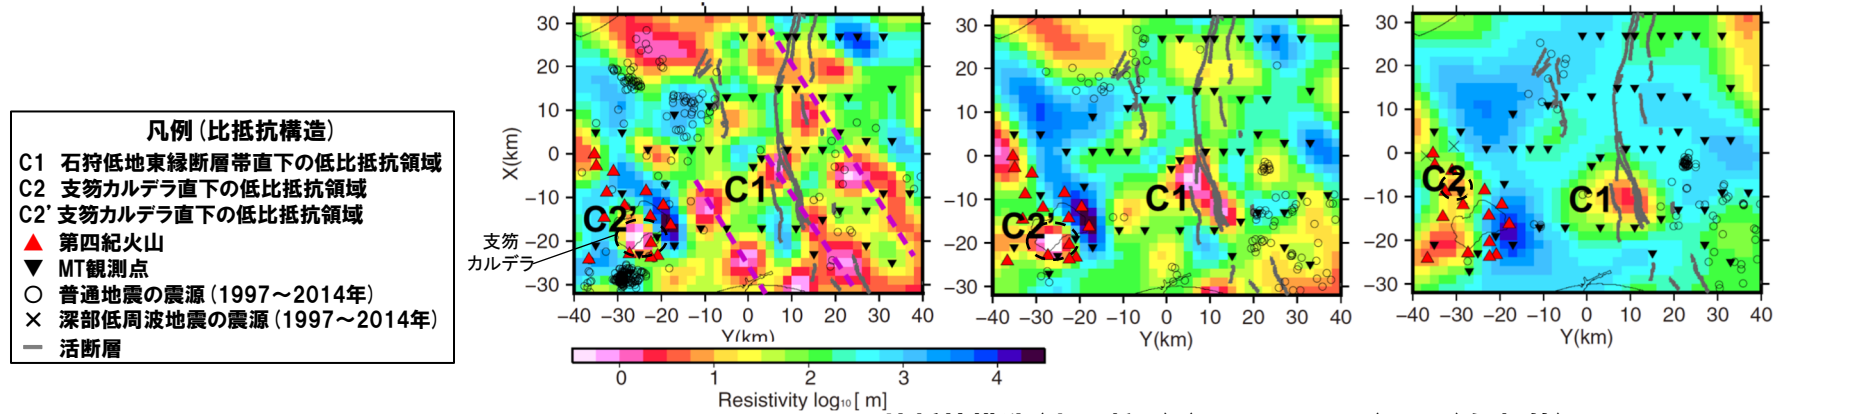 凡例(比抵抗構造)
C1 石狩低地東縁断層帯直下の低比抵抗領域
C2 支笏カルデラ直下の低比抵抗領域
C2' 支笏カルデラ直下の低比抵抗領域
▲ 第四紀火山
▼ MT観測点
○ 普通地震の震源(1997～2014年)
× 深部低周波地震の震源(1997～2014年)
― 活断層
支笏
カルデラ
X(km)
30
20
10
0
−10
−20
−30
C1
C2'
−40 −30 −20 −10 0 10 20 30 40
Y(km)
30
20
10
0
−10
−20
−30
C1
C2'
−40 −30 −20 −10 0 10 20 30 40
Y(km)
30
20
10
0
−10
−20
−30
C2
C1
−40 −30 −20 −10 0 10 20 30 40
Y(km)
0 1 2 3 4
Resistivity log10 [ m]